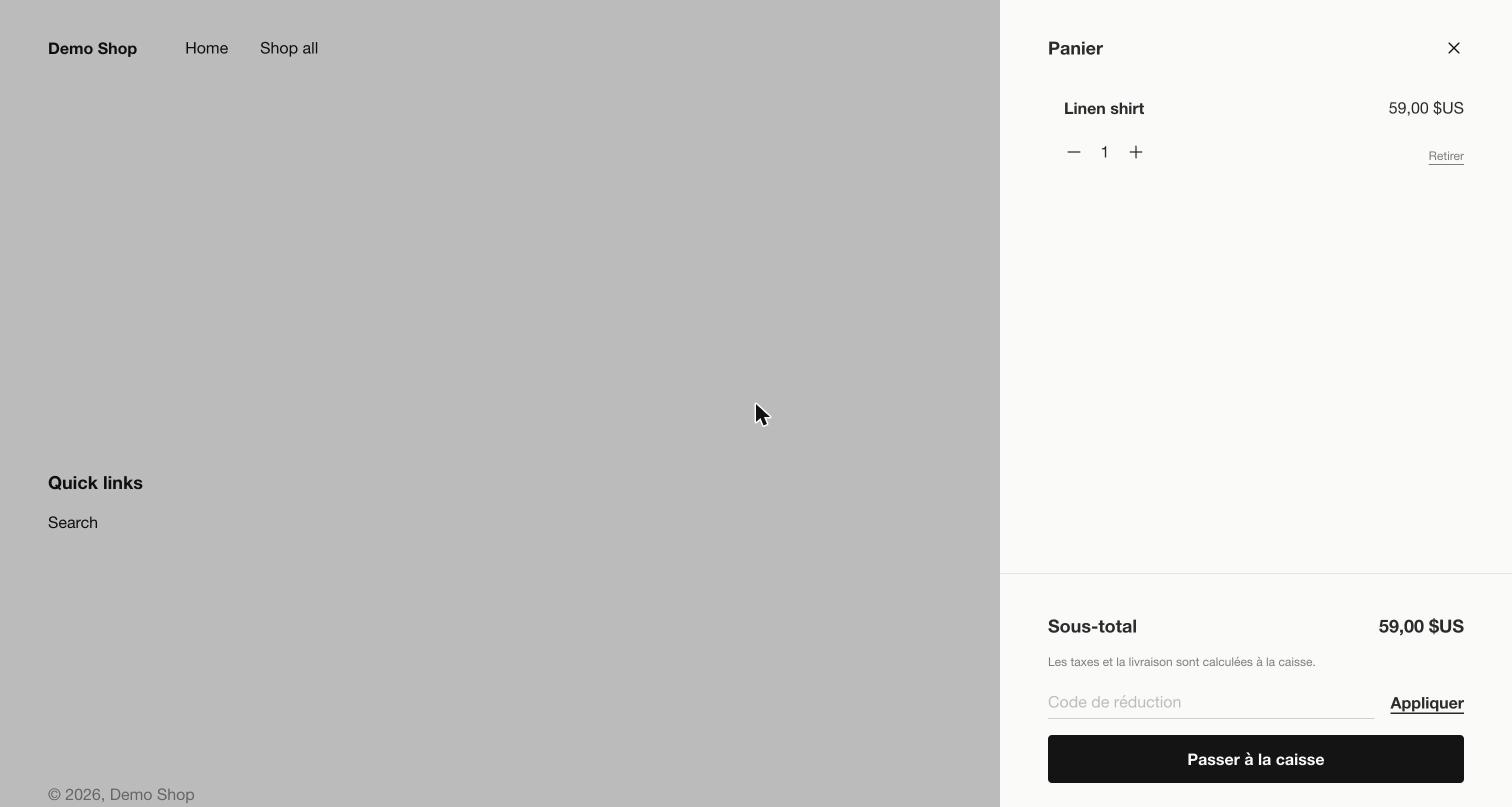 Demo Shop
Home
Shop all
Quick links
Search
© 2026, Demo Shop
Panier
Linen shirt
59,00 $US
1
Retirer
Sous-total
59,00 $US
Les taxes et la livraison sont calculées à la caisse.
Code de réduction
Appliquer
Passer à la caisse